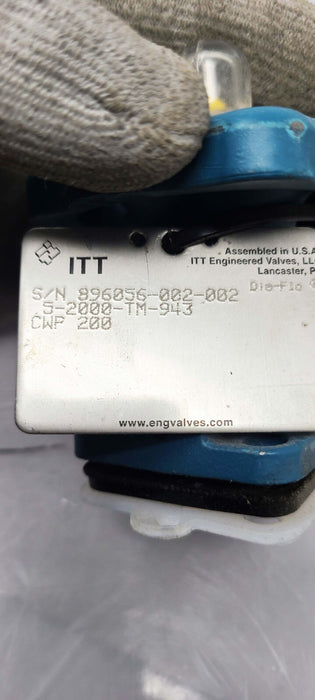 ITT
Assembled in U.S.A
ITT Engineered Valves, LL
Lancaster, P
Dia-Flo ®
S/N 896056-002-002
.5-2000-TM-943
CWP 200
www.engvalves.com